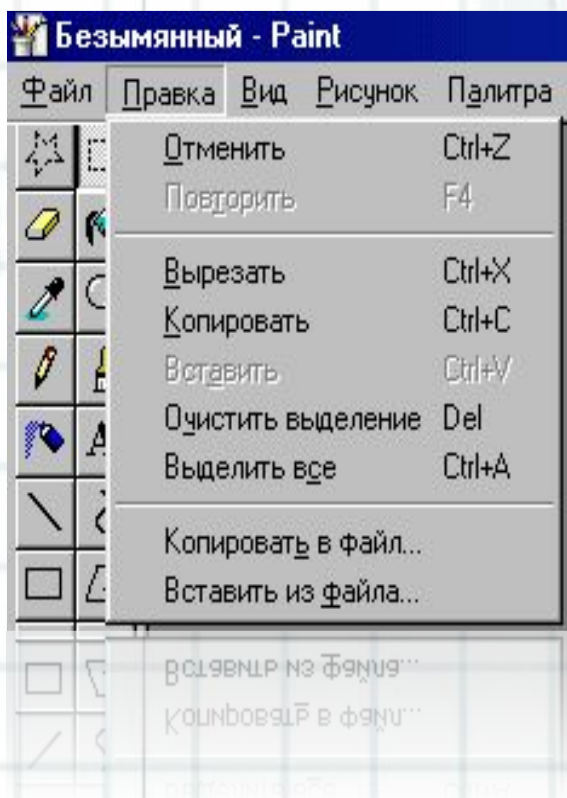 Безымянный - Paint
Файл Правка Вид Рисунок Палитра
Отменить Ctrl+Z
Повторить F4
Вырезать Ctrl+X
Копировать Ctrl+C
Вставить Ctrl+V
Очистить выделение Del
Выделить все Ctrl+A
Копировать в файл...
Вставить из файла...